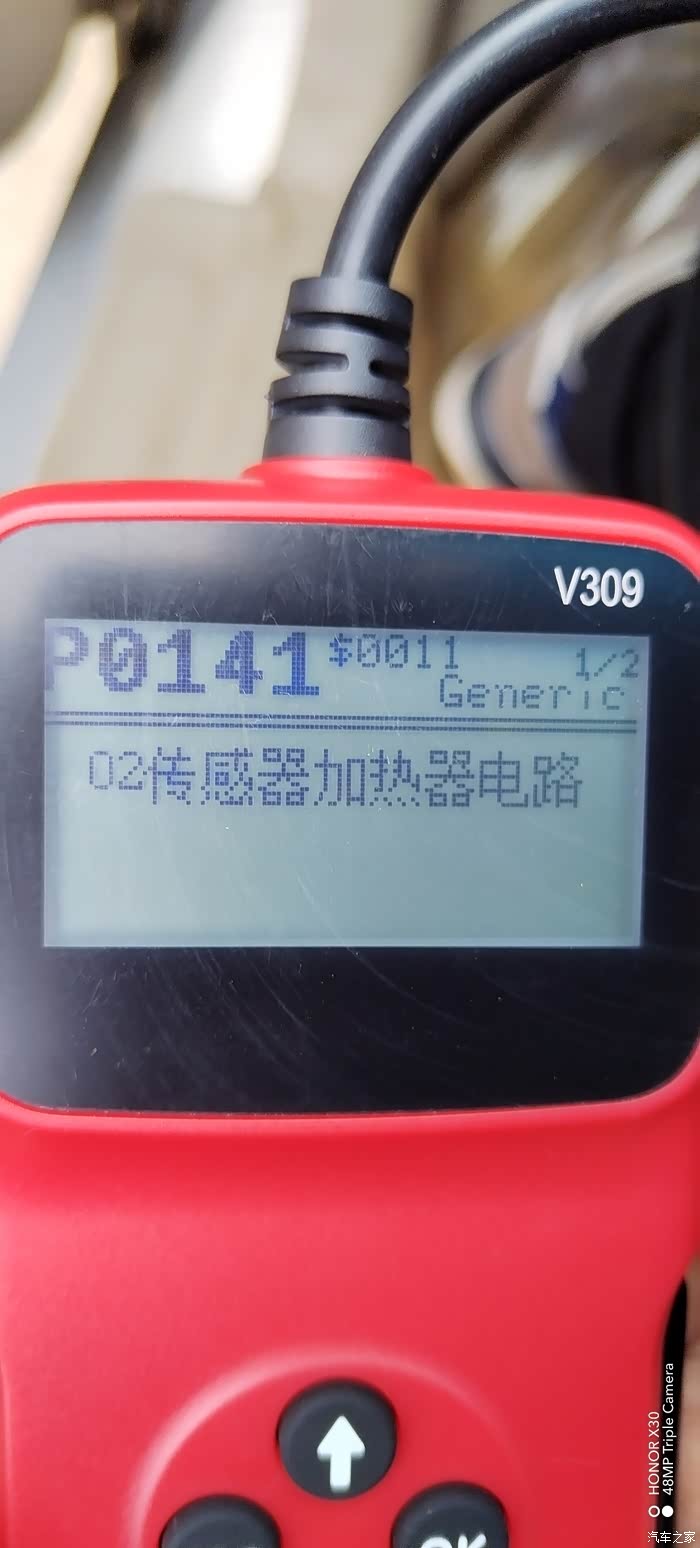 V309
P0141 $0011 1/2
Generic
O2传感器加热器电路
HONOR X30
48MP Triple Camera
汽车之家